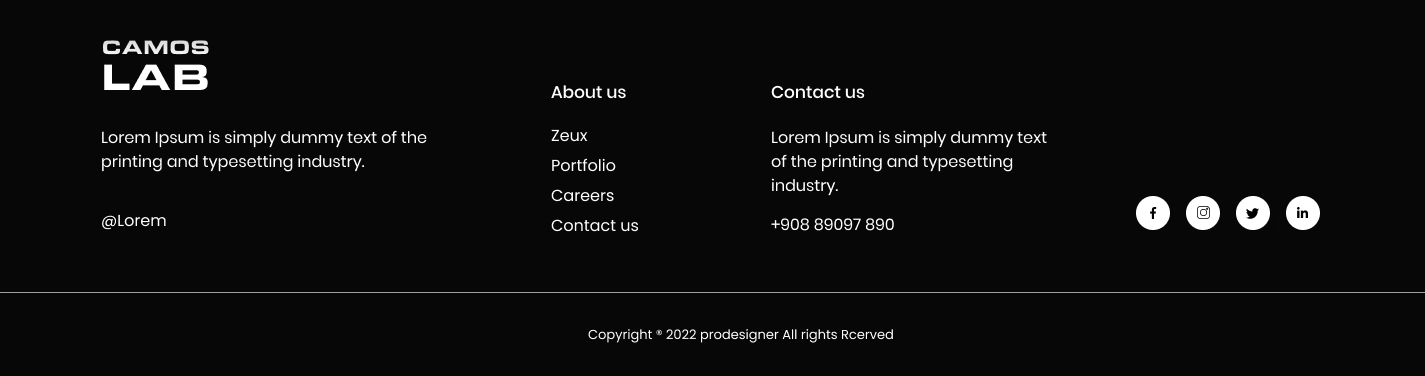 CAMOS
LAB
Lorem Ipsum is simply dummy text of the
printing and typesetting industry.
@Lorem
About us
Zeux
Portfolio
Careers
Contact us
Contact us
Lorem Ipsum is simply dummy text
of the printing and typesetting
industry.
+908 89097 890
Copyright ® 2022 prodesigner All rights Rcerved